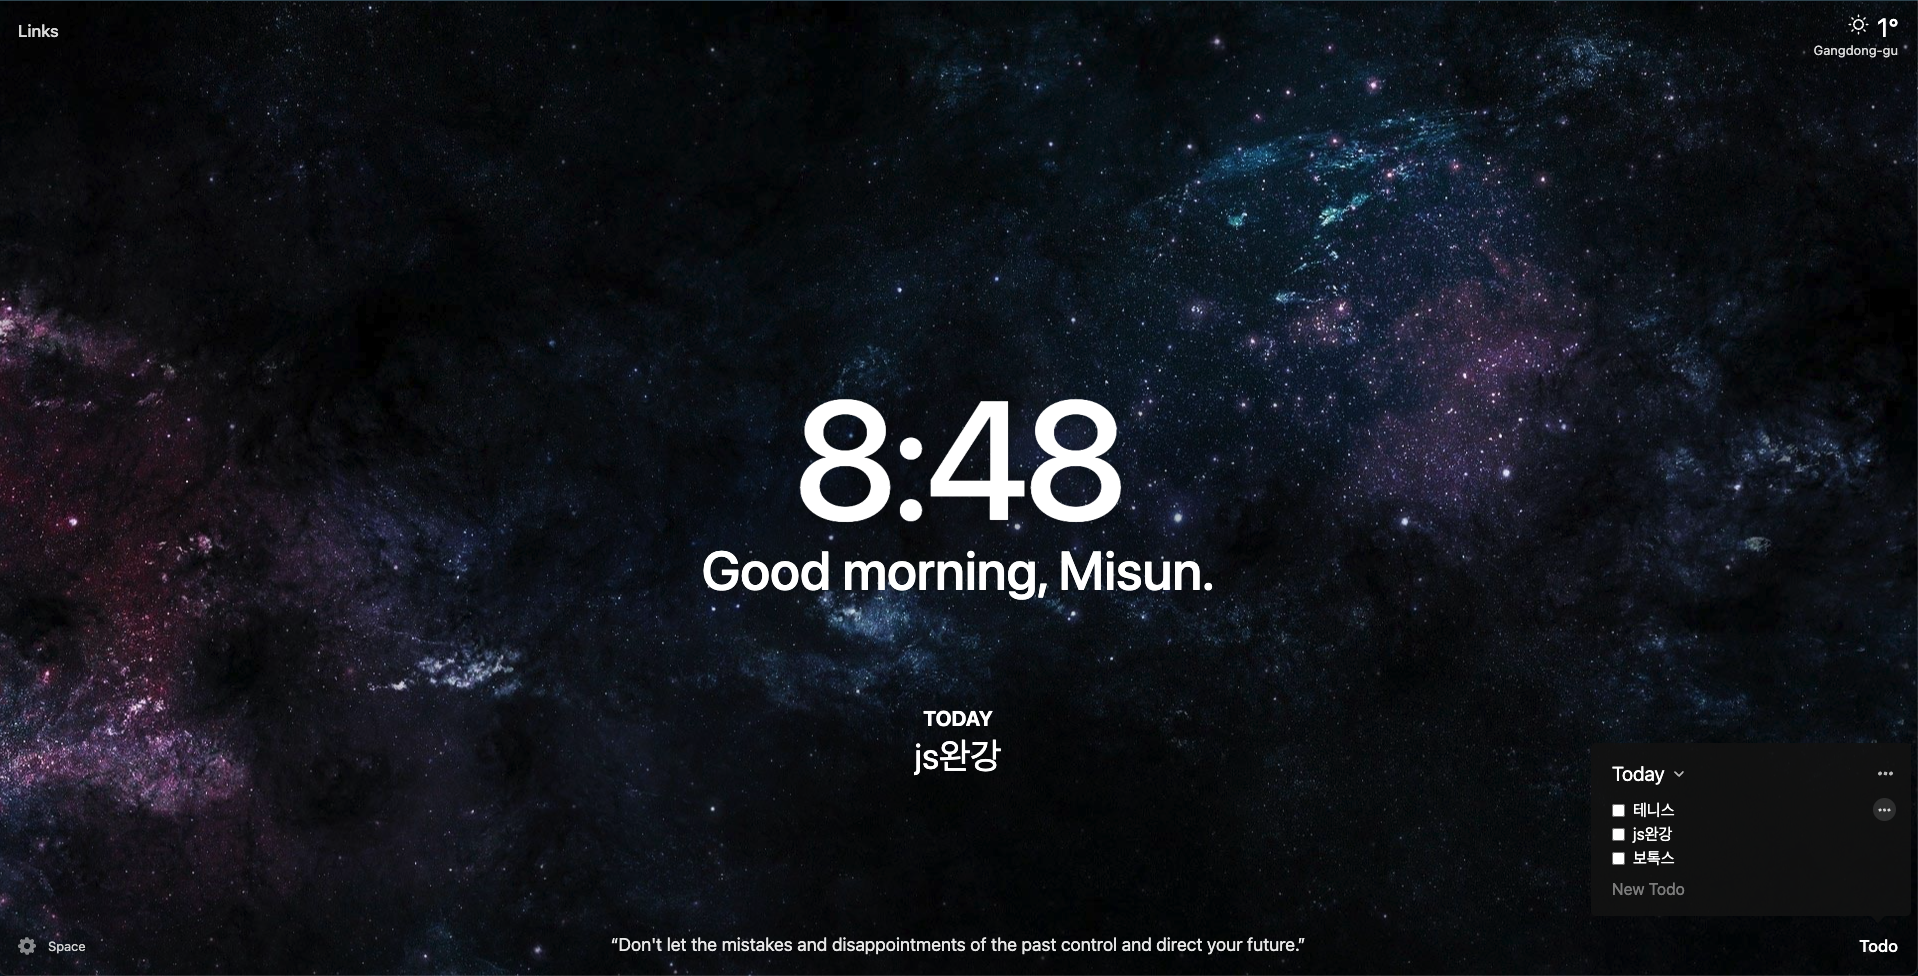 Links
1°
Gangdong-gu
8:48
Good morning, Misun.
TODAY
js완강
Today
테니스
js완강
보톡스
New Todo
Space
“Don't let the mistakes and disappointments of the past control and direct your future.”
Todo